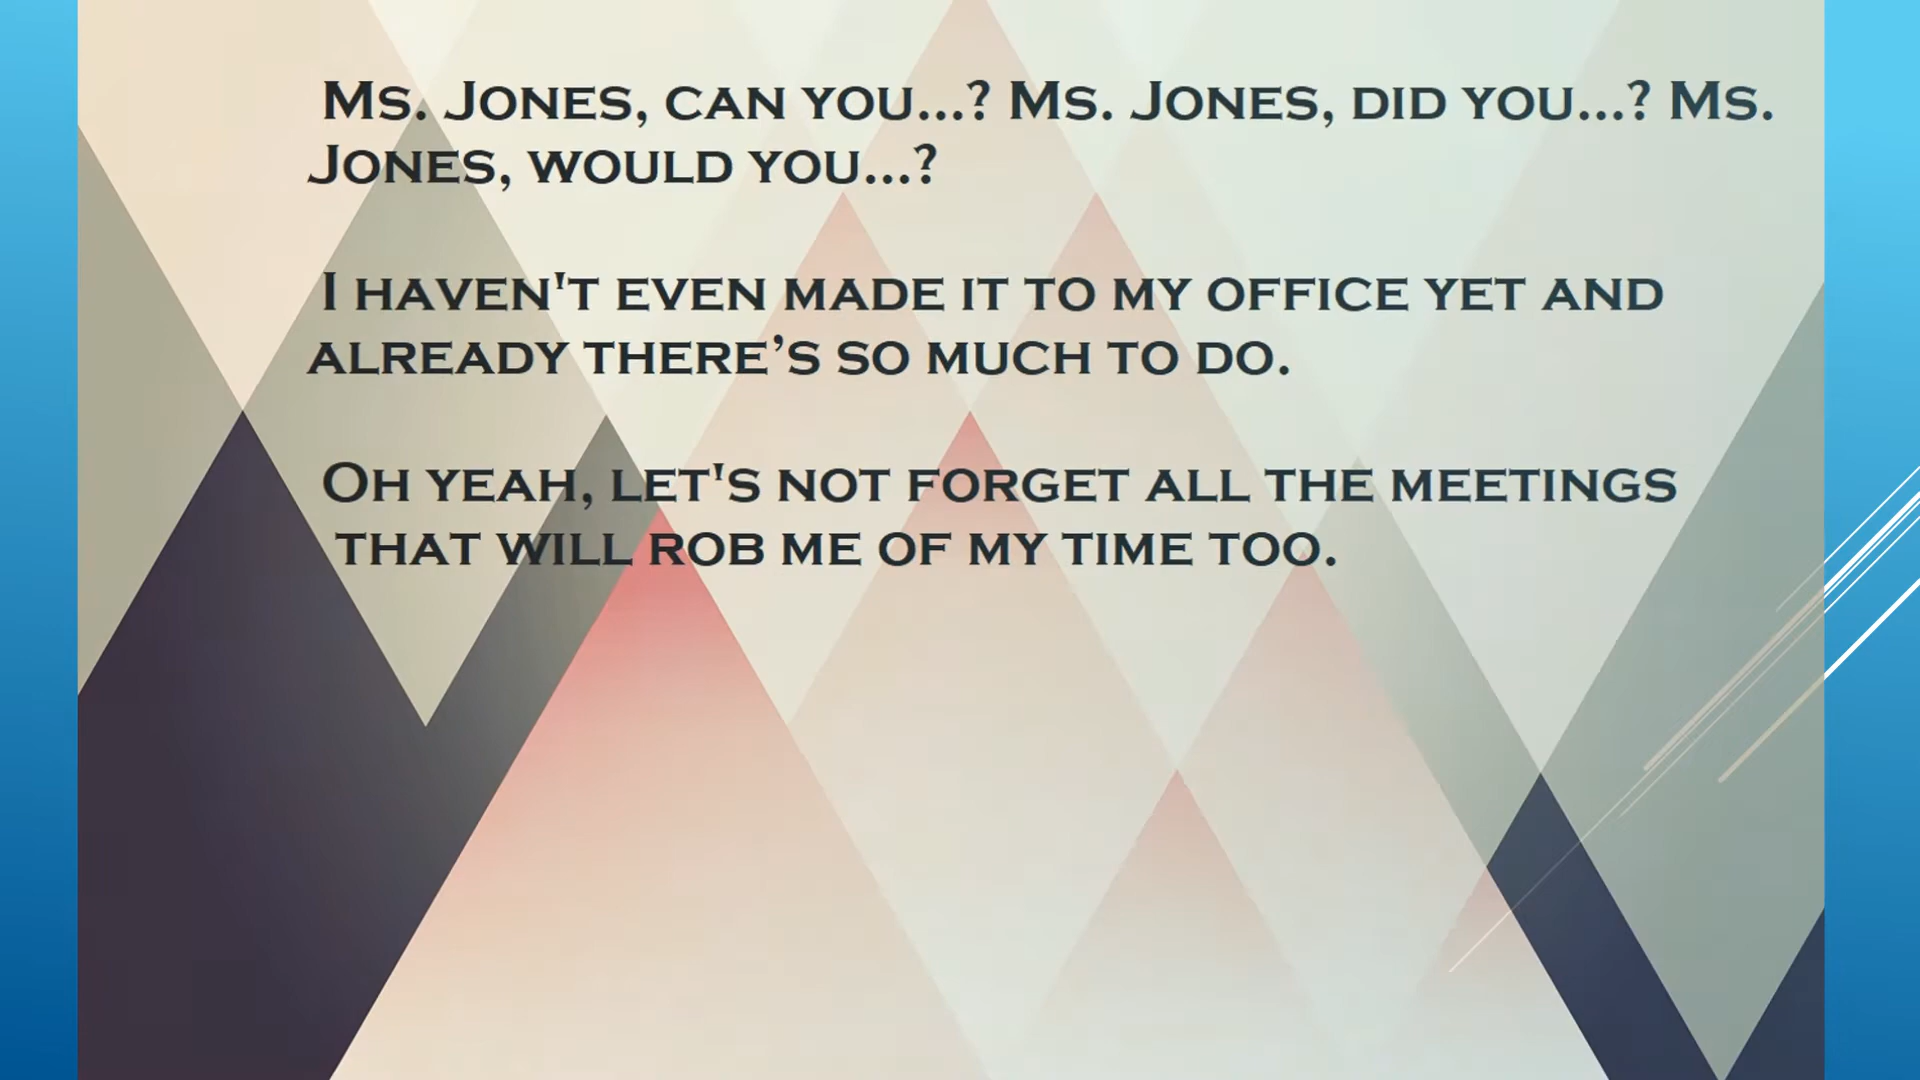 Ms. Jones, can you...? Ms. Jones, did you...? Ms.
Jones, would you...?
I haven't even made it to my office yet and
already there’s so much to do.
Oh yeah, let's not forget all the meetings
that will rob me of my time too.